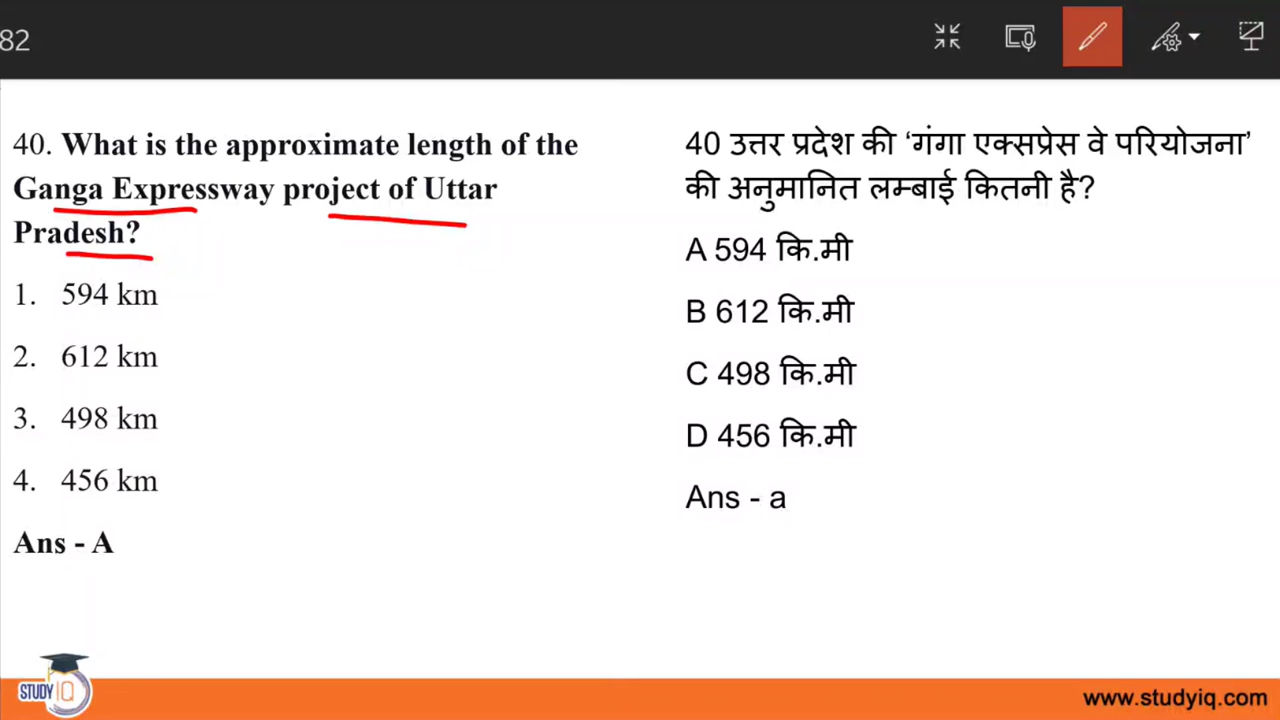 82
40. What is the approximate length of the
Ganga Expressway project of Uttar
Pradesh?
1. 594 km
2. 612 km
3. 498 km
4. 456 km
Ans - A
40 उत्तर प्रदेश की ‘गंगा एक्सप्रेस वे परियोजना’
की अनुमानित लम्बाई कितनी है?
A 594 कि.मी
B 612 कि.मी
C 498 कि.मी
D 456 कि.मी
Ans - a
STUDY IQ
www.studyiq.com